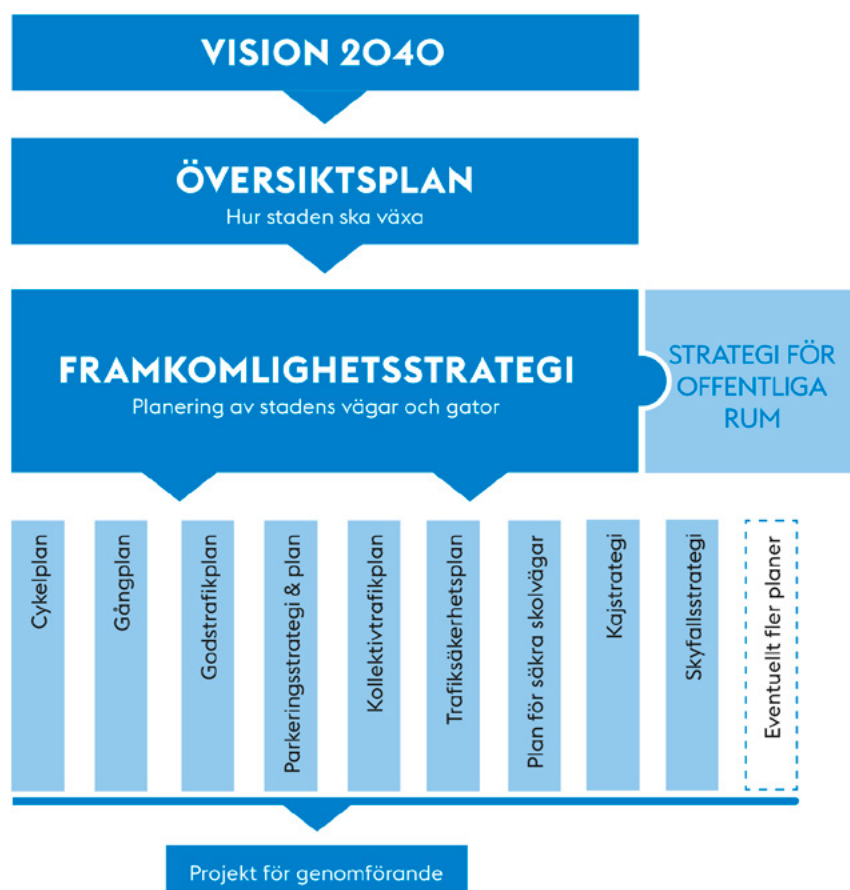 VISION 2040
ÖVERSIKTSPLAN
Hur staden ska växa
FRAMKOMLIGHETSSTRATEGI
Planering av stadens vägar och gator
STRATEGI FÖR
OFFENTLIGA
RUM
Cykelplan
Gångplan
Godstrafikplan
Parkeringsstrategi & plan
Kollektivtrafikplan
Trafiksäkerhetsplan
Plan för säkra skolvägar
Kajstrategi
Skyfallsstrategi
Eventuellt fler planer
Projekt för genomförande